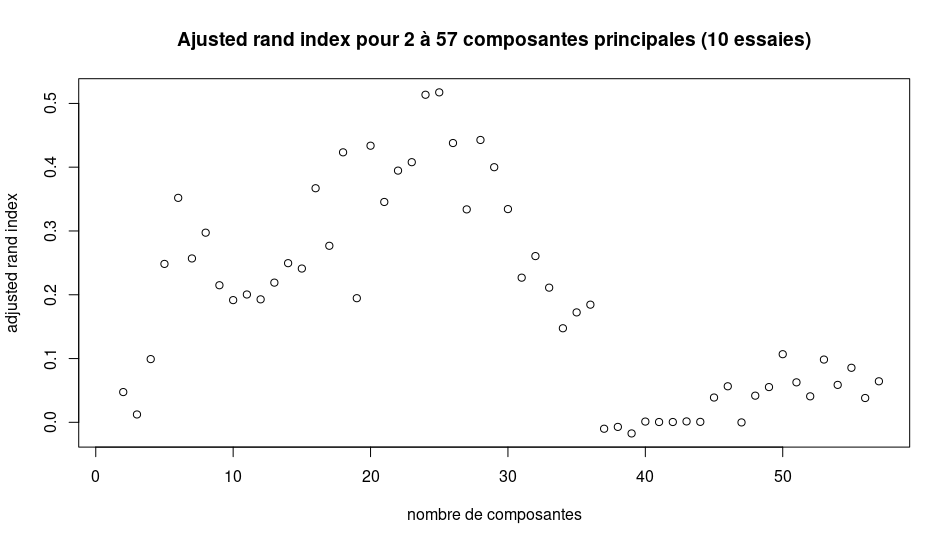 Ajusted rand index pour 2 à 57 composantes principales (10 essaies)
adjusted rand index
0.5
0.4
0.3
0.2
0.1
0.0
0 10 20 30 40 50
nombre de composantes